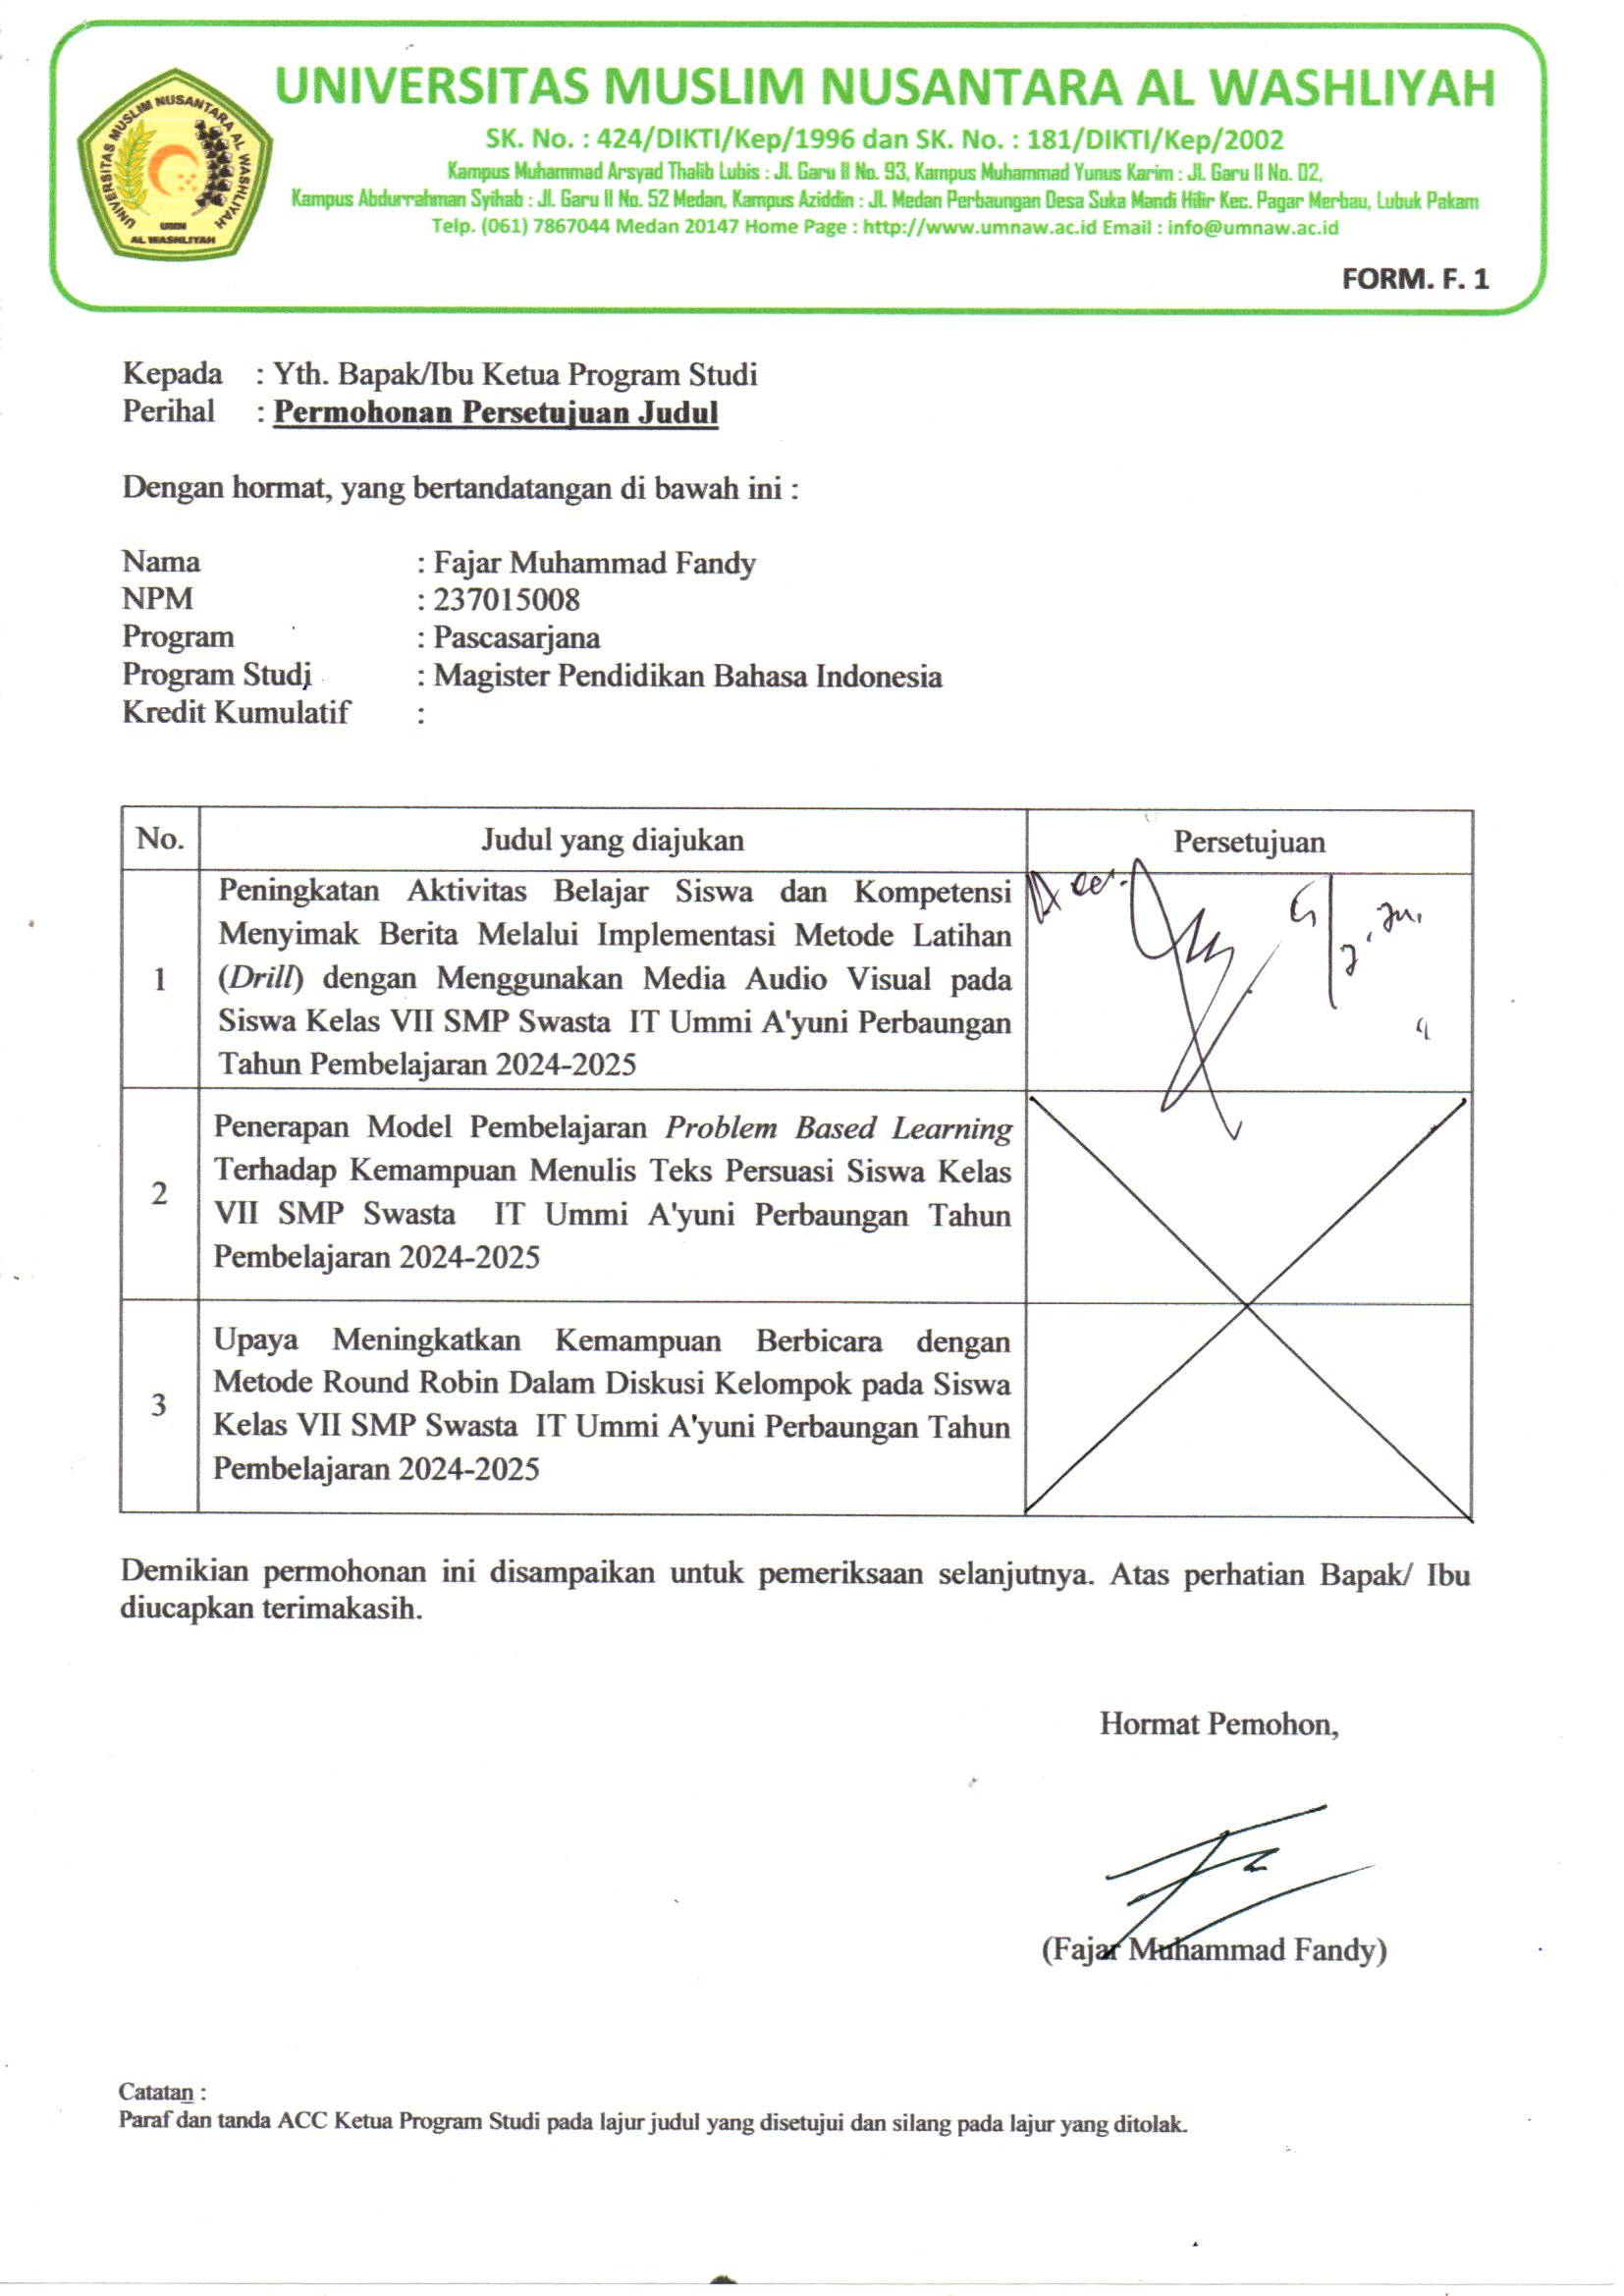 UNIVERSITAS MUSLIM NUSANTARA AL WASHLIYAH
UNIVERSITAS MUSLIM NUSANTARA AL WASHLIYAH
UMN
AL WASHLIYAH
SK. No. : 424/DIKTI/Kep/1996 dan SK. No. : 181/DIKTI/Kep/2002
Kampus Muhammad Arsyad Thalib Lubis : Jl. Garu II No. 93, Kampus Muhammad Yunus Karim : Jl. Garu II No. 02,
Kampus Abdurrahman Syihab : Jl. Garu II No. 52 Medan, Kampus Aziddin : Jl. Medan Perbaungan Desa Suka Mandi Hilir Kec. Pagar Merbau, Lubuk Pakam
Telp. (061) 7867044 Medan 20147 Home Page : http://www.umnaw.ac.id Email : info@umnaw.ac.id
FORM. F. 1
Kepada : Yth. Bapak/Ibu Ketua Program Studi
Perihal : Permohonan Persetujuan Judul
Dengan hormat, yang bertandatangan di bawah ini :
Nama : Fajar Muhammad Fandy
NPM : 237015008
Program : Pascasarjana
Program Studi : Magister Pendidikan Bahasa Indonesia
Kredit Kumulatif :
No. Judul yang diajukan Persetujuan
1
Peningkatan Aktivitas Belajar Siswa dan Kompetensi
Menyimak Berita Melalui Implementasi Metode Latihan
(Drill) dengan Menggunakan Media Audio Visual pada
Siswa Kelas VII SMP Swasta IT Ummi A'yuni Perbaungan
Tahun Pembelajaran 2024-2025
Acc.
2
Penerapan Model Pembelajaran Problem Based Learning
Terhadap Kemampuan Menulis Teks Persuasi Siswa Kelas
VII SMP Swasta IT Ummi A'yuni Perbaungan Tahun
Pembelajaran 2024-2025
3
Upaya Meningkatkan Kemampuan Berbicara dengan
Metode Round Robin Dalam Diskusi Kelompok pada Siswa
Kelas VII SMP Swasta IT Ummi A'yuni Perbaungan Tahun
Pembelajaran 2024-2025
Demikian permohonan ini disampaikan untuk pemeriksaan selanjutnya. Atas perhatian Bapak/ Ibu
diucapkan terimakasih.
Hormat Pemohon,
(Fajar Muhammad Fandy)
Catatan :
Paraf dan tanda ACC Ketua Program Studi pada lajur judul yang disetujui dan silang pada lajur yang ditolak.